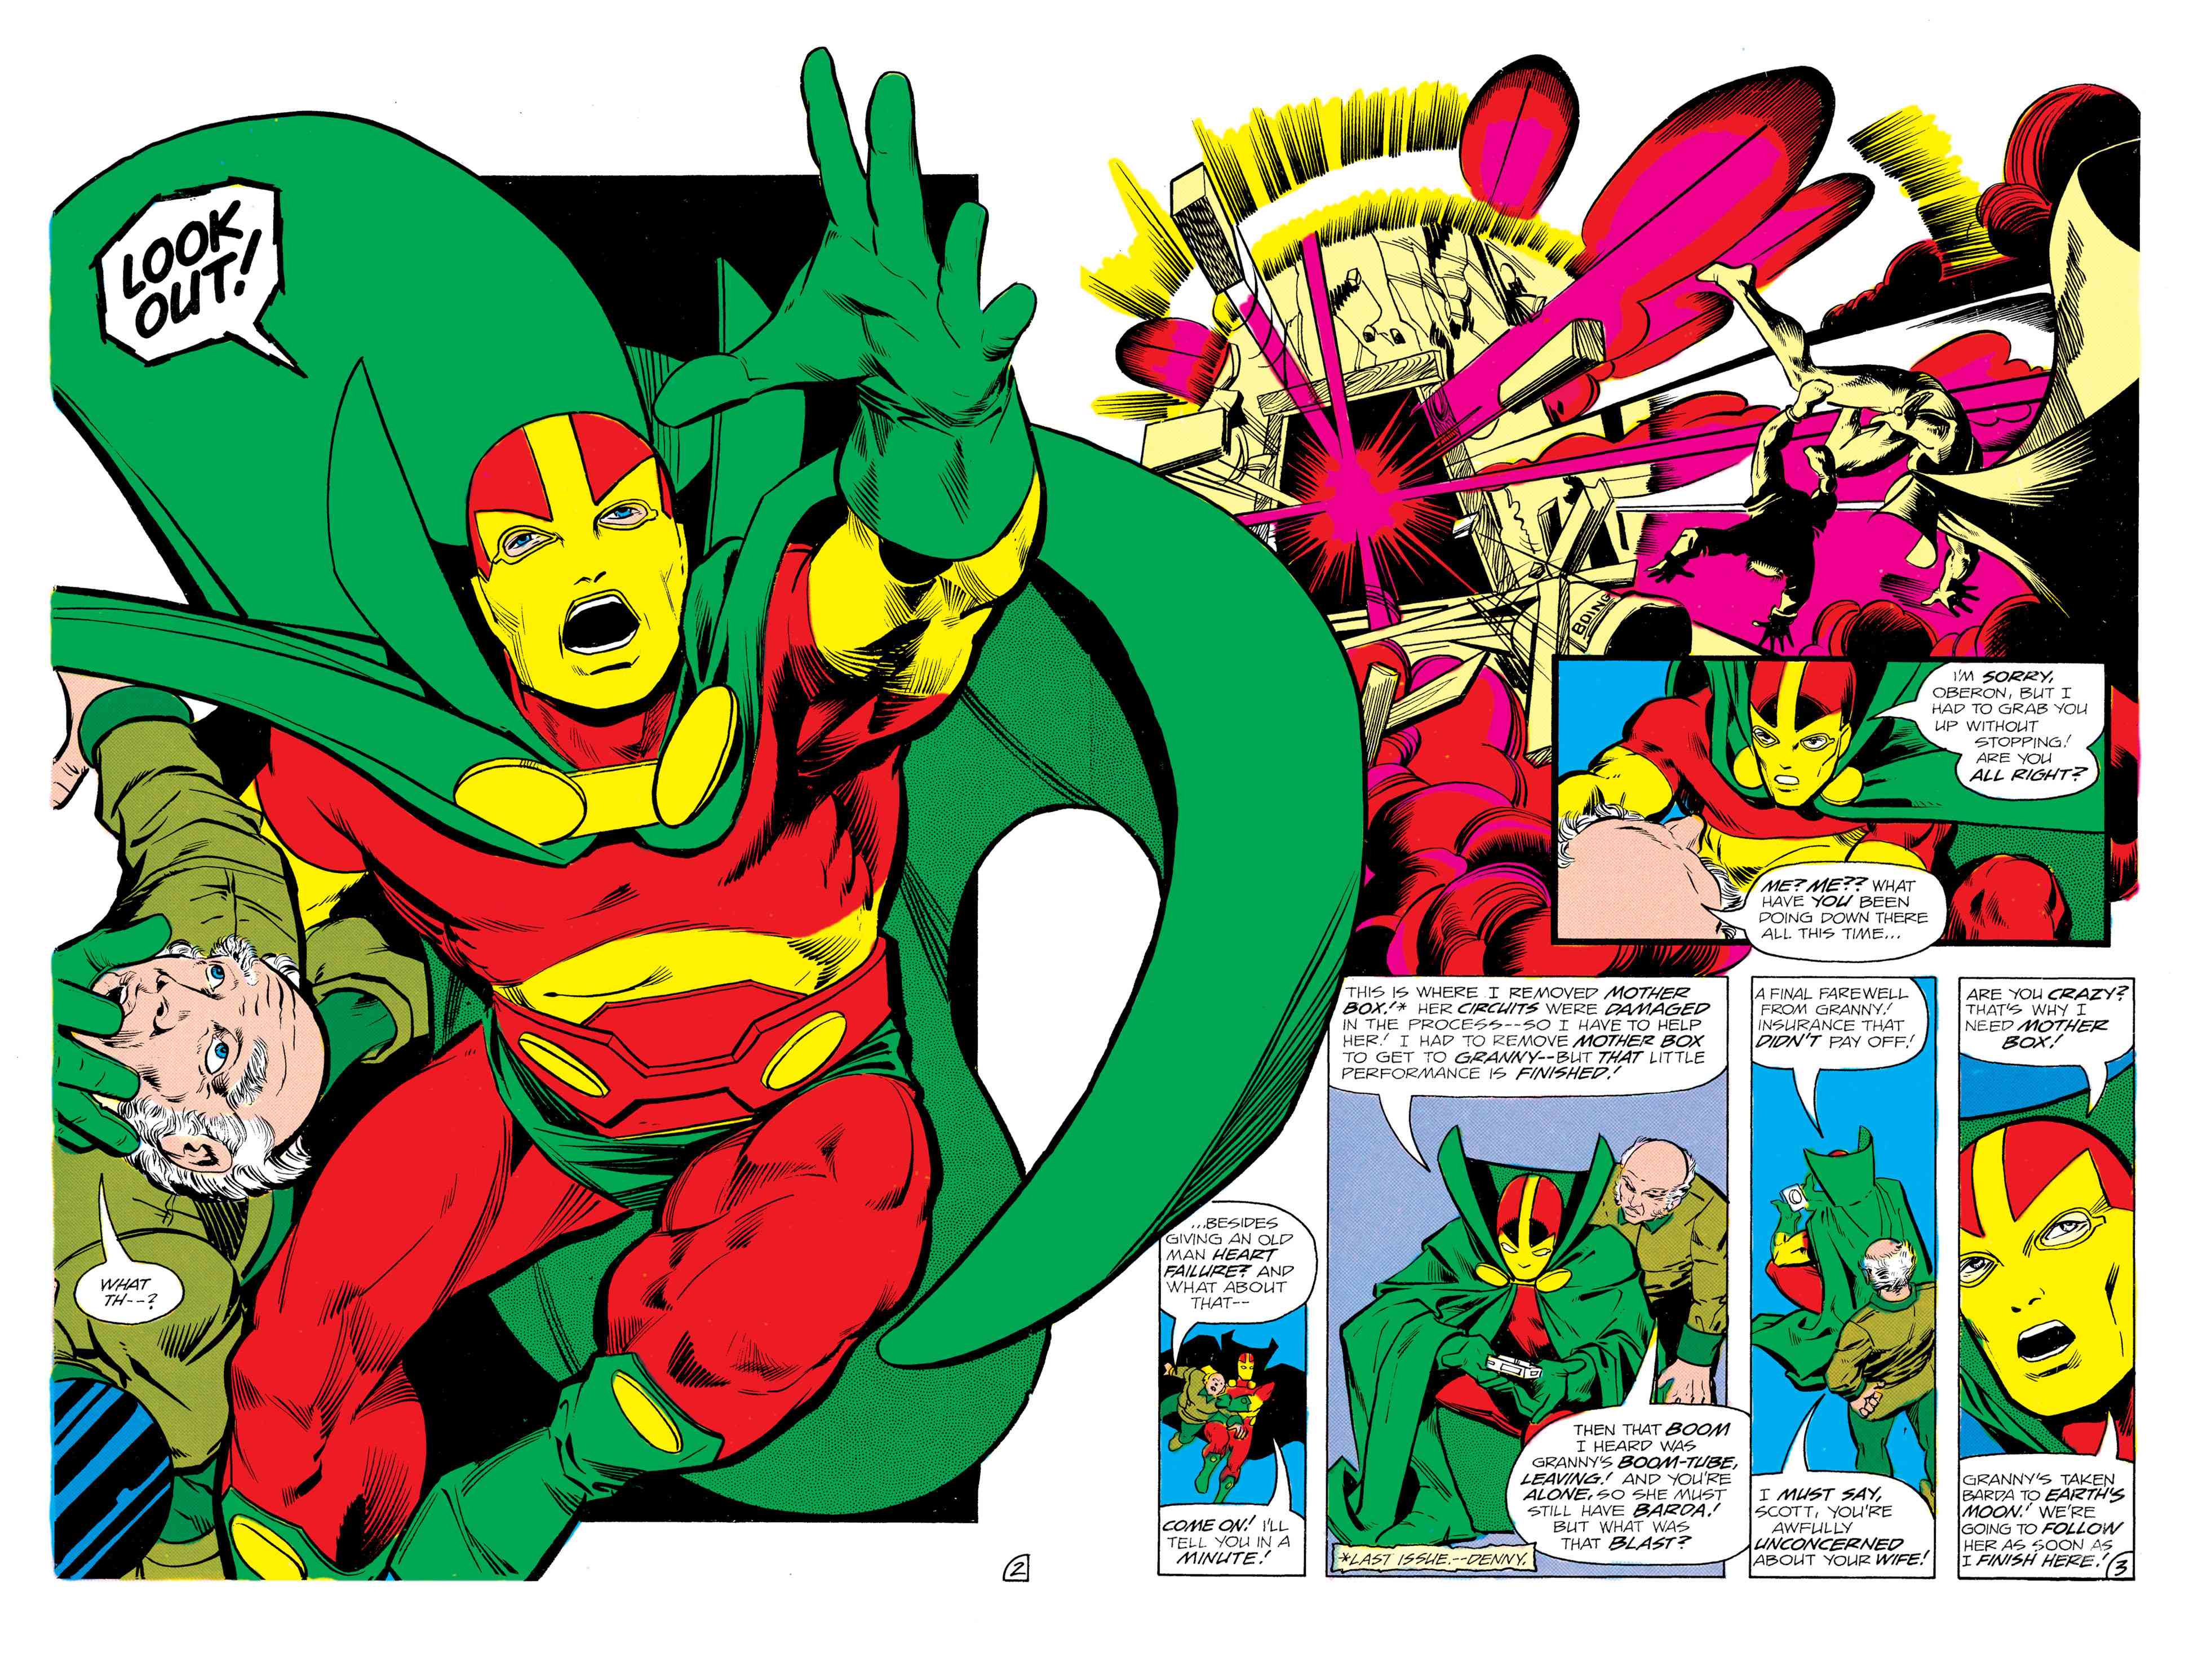 LOOK
OUT!
WHAT
TH--?
2
BOING
I'M SORRY,
OBERON, BUT I
HAD TO GRAB YOU
UP WITHOUT
STOPPING!
ARE YOU
ALL RIGHT?
ME? ME?? WHAT
HAVE YOU BEEN
DOING DOWN THERE
ALL THIS TIME...
...BESIDES
GIVING AN OLD
MAN HEART
FAILURE? AND
WHAT ABOUT
THAT--
COME ON! I'LL
TELL YOU IN A
MINUTE!
THIS IS WHERE I REMOVED MOTHER
BOX!* HER CIRCUITS WERE DAMAGED
IN THE PROCESS--SO I HAVE TO HELP
HER! I HAD TO REMOVE MOTHER BOX
TO GET TO GRANNY--BUT THAT LITTLE
PERFORMANCE IS FINISHED!
THEN THAT BOOM
I HEARD WAS
GRANNY'S BOOM-TUBE,
LEAVING! AND YOU'RE
ALONE, SO SHE MUST
STILL HAVE BARDA!
BUT WHAT WAS
THAT BLAST?
*LAST ISSUE.--DENNY.
A FINAL FAREWELL
FROM GRANNY!
INSURANCE THAT
DIDN'T PAY OFF!
I MUST SAY,
SCOTT, YOU'RE
AWFULLY
UNCONCERNED
ABOUT YOUR WIFE!
ARE YOU CRAZY?
THAT'S WHY I
NEED MOTHER
BOX!
GRANNY'S TAKEN
BARDA TO EARTH'S
MOON! WE'RE
GOING TO FOLLOW
HER AS SOON AS
I FINISH HERE!
3